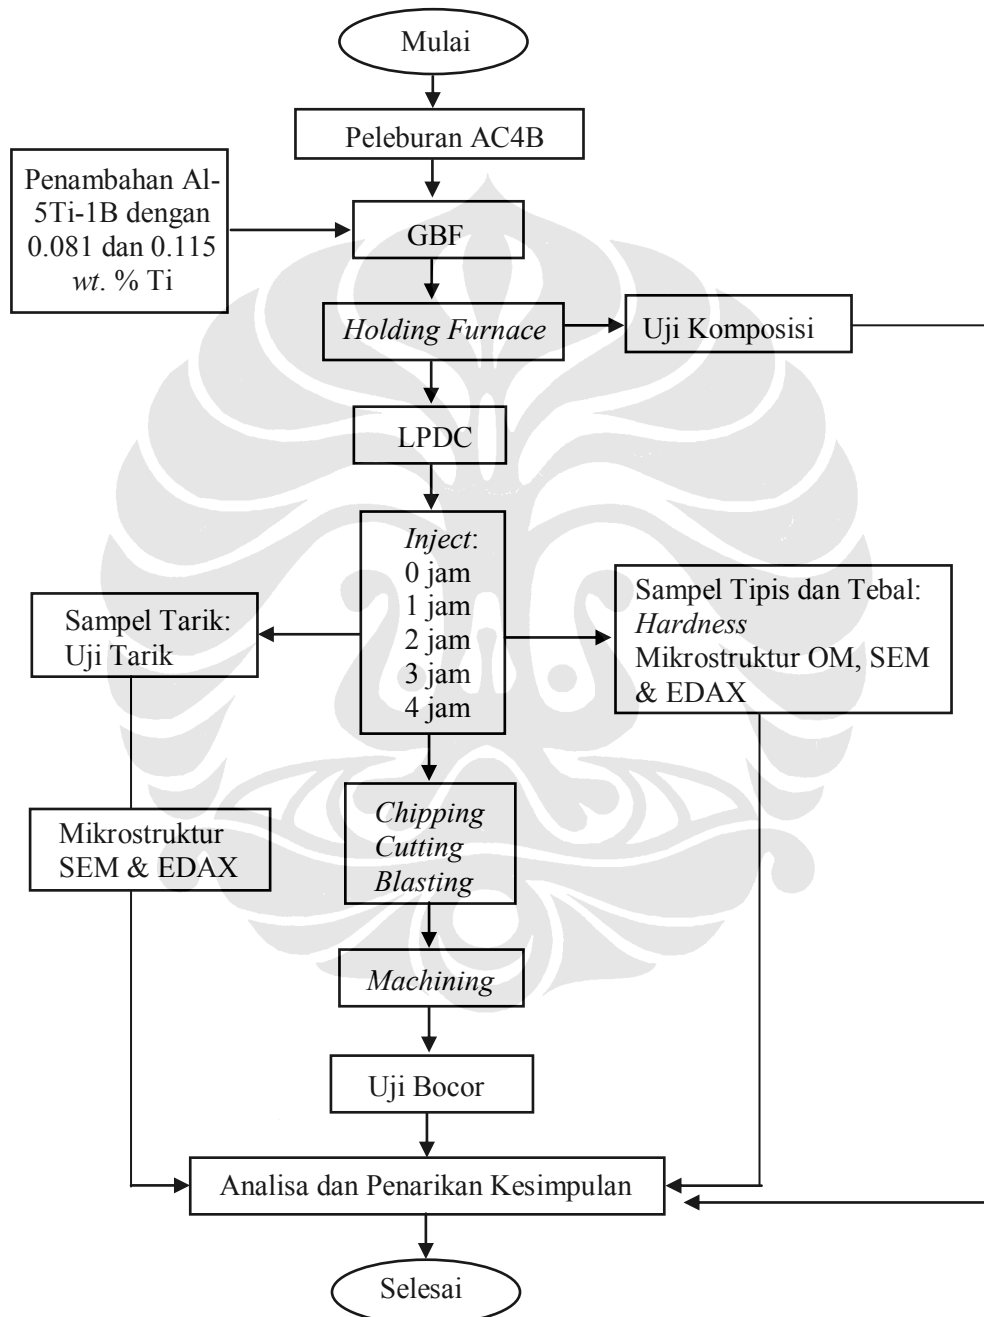 Mulai
Peleburan AC4B
Penambahan Al-
5Ti-1B dengan
0.081 dan 0.115
wt. % Ti
GBF
Holding Furnace
Uji Komposisi
LPDC
Inject:
0 jam
1 jam
2 jam
3 jam
4 jam
Sampel Tarik:
Uji Tarik
Sampel Tipis dan Tebal:
Hardness
Mikrostruktur OM, SEM
& EDAX
Mikrostruktur
SEM & EDAX
Chipping
Cutting
Blasting
Machining
Uji Bocor
Analisa dan Penarikan Kesimpulan
Selesai